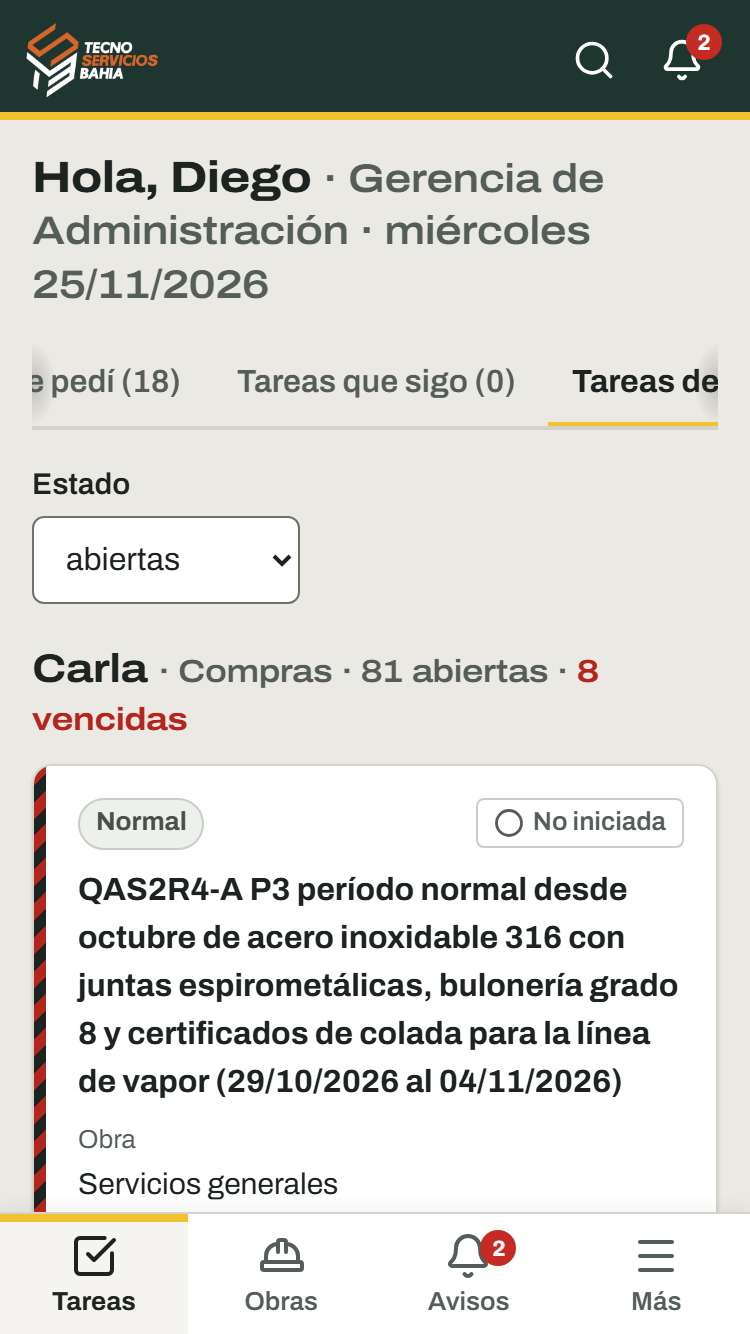 TECNO
SERVICIOS
BAHIA
2
Hola, Diego · Gerencia de
Administración · miércoles
25/11/2026
e pedí (18)
Tareas que sigo (0)
Tareas de
Estado
abiertas
Carla · Compras · 81 abiertas · 8
vencidas
Normal
No iniciada
QAS2R4-A P3 período normal desde
octubre de acero inoxidable 316 con
juntas espirometálicas, bulonería grado
8 y certificados de colada para la línea
de vapor (29/10/2026 al 04/11/2026)
Obra
Servicios generales
2
Tareas
Obras
Avisos
Más